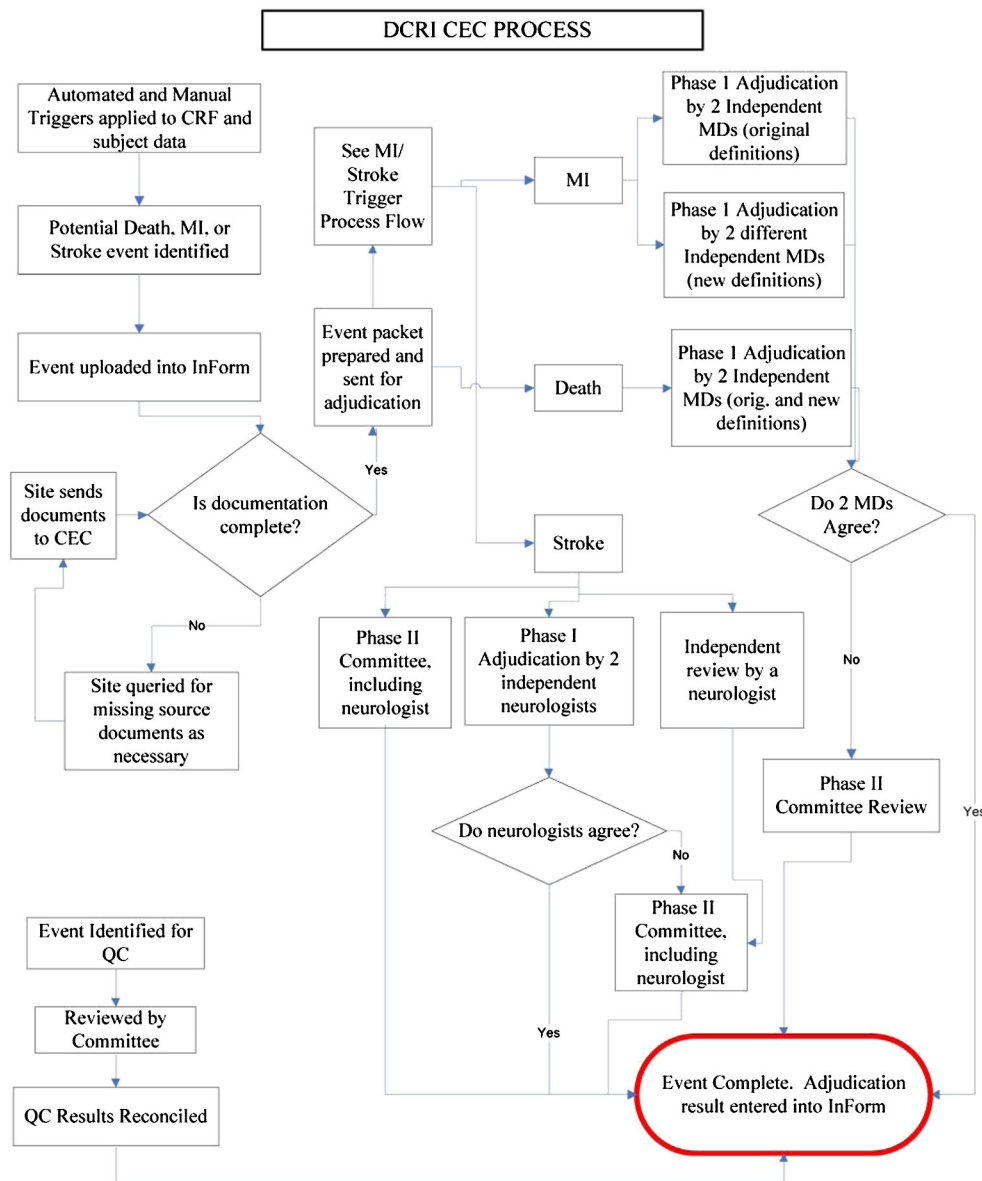 DCRI CEC PROCESS
Automated and Manual
Triggers applied to CRF and
subject data
Potential Death, MI, or
Stroke event identified
Event uploaded into InForm
Is documentation
complete?
Yes
No
Site sends
documents
to CEC
Site queried for
missing source
documents as
necessary
Event packet
prepared and
sent for
adjudication
See MI/
Stroke
Trigger
Process Flow
MI
Phase 1 Adjudication
by 2 Independent
MDs (original
definitions)
Phase 1 Adjudication
by 2 different
Independent MDs
(new definitions)
Death
Phase 1 Adjudication
by 2 Independent
MDs (orig. and new
definitions)
Do 2 MDs
Agree?
No
Yes
Phase II
Committee Review
Stroke
Phase II
Committee,
including
neurologist
Phase I
Adjudication by 2
independent
neurologists
Independent
review by a
neurologist
Do neurologists agree?
No
Yes
Phase II
Committee,
including
neurologist
Event Complete. Adjudication
result entered into InForm
Event Identified for
QC
Reviewed by
Committee
QC Results Reconciled